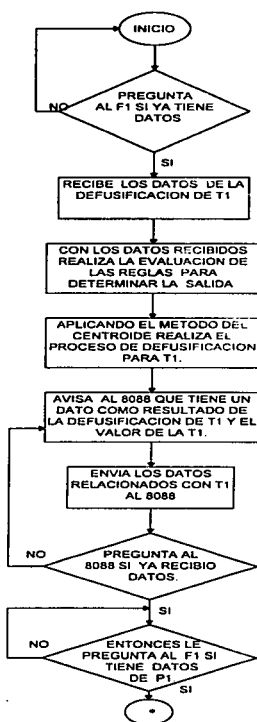 INICIO
PREGUNTA
AL F1 SI YA TIENE
DATOS
NO
SI
RECIBE LOS DATOS DE LA
DEFUSIFICACION DE T1
CON LOS DATOS RECIBIDOS
REALIZA LA EVALUACION DE
LAS REGLAS PARA
DETERMINAR LA SALIDA
APLICANDO EL METODO DEL
CENTROIDE REALIZA EL
PROCESO DE DEFUSIFICACION
PARA T1.
AVISA AL 8088 QUE TIENE UN
DATO COMO RESULTADO DE
LA DEFUSIFICACION DE T1 Y EL
VALOR DE LA T1.
ENVIA LOS DATOS
RELACIONADOS CON T1
AL 8088
NO
PREGUNTA AL
8088 SI YA RECIBIO
DATOS.
SI
NO
ENTONCES LE
PREGUNTA AL F1 SI
TIENE DATOS
DE P1
SI
*